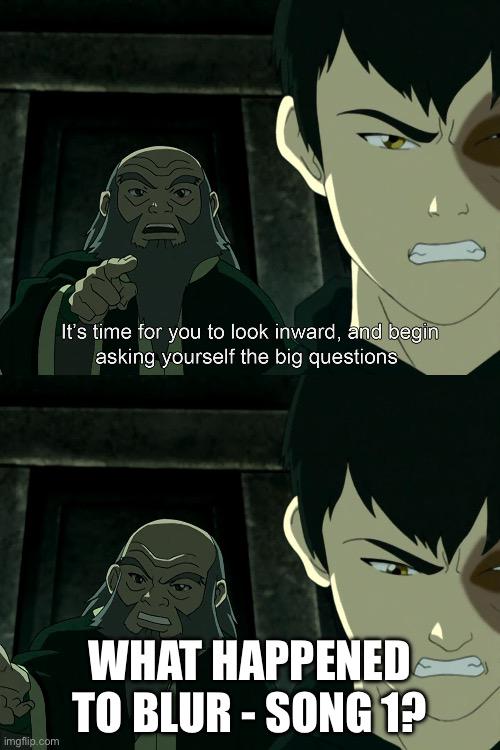 It's time for you to look inward, and begin
asking yourself the big questions
WHAT HAPPENED
TO BLUR - SONG 1?
imgflip.com